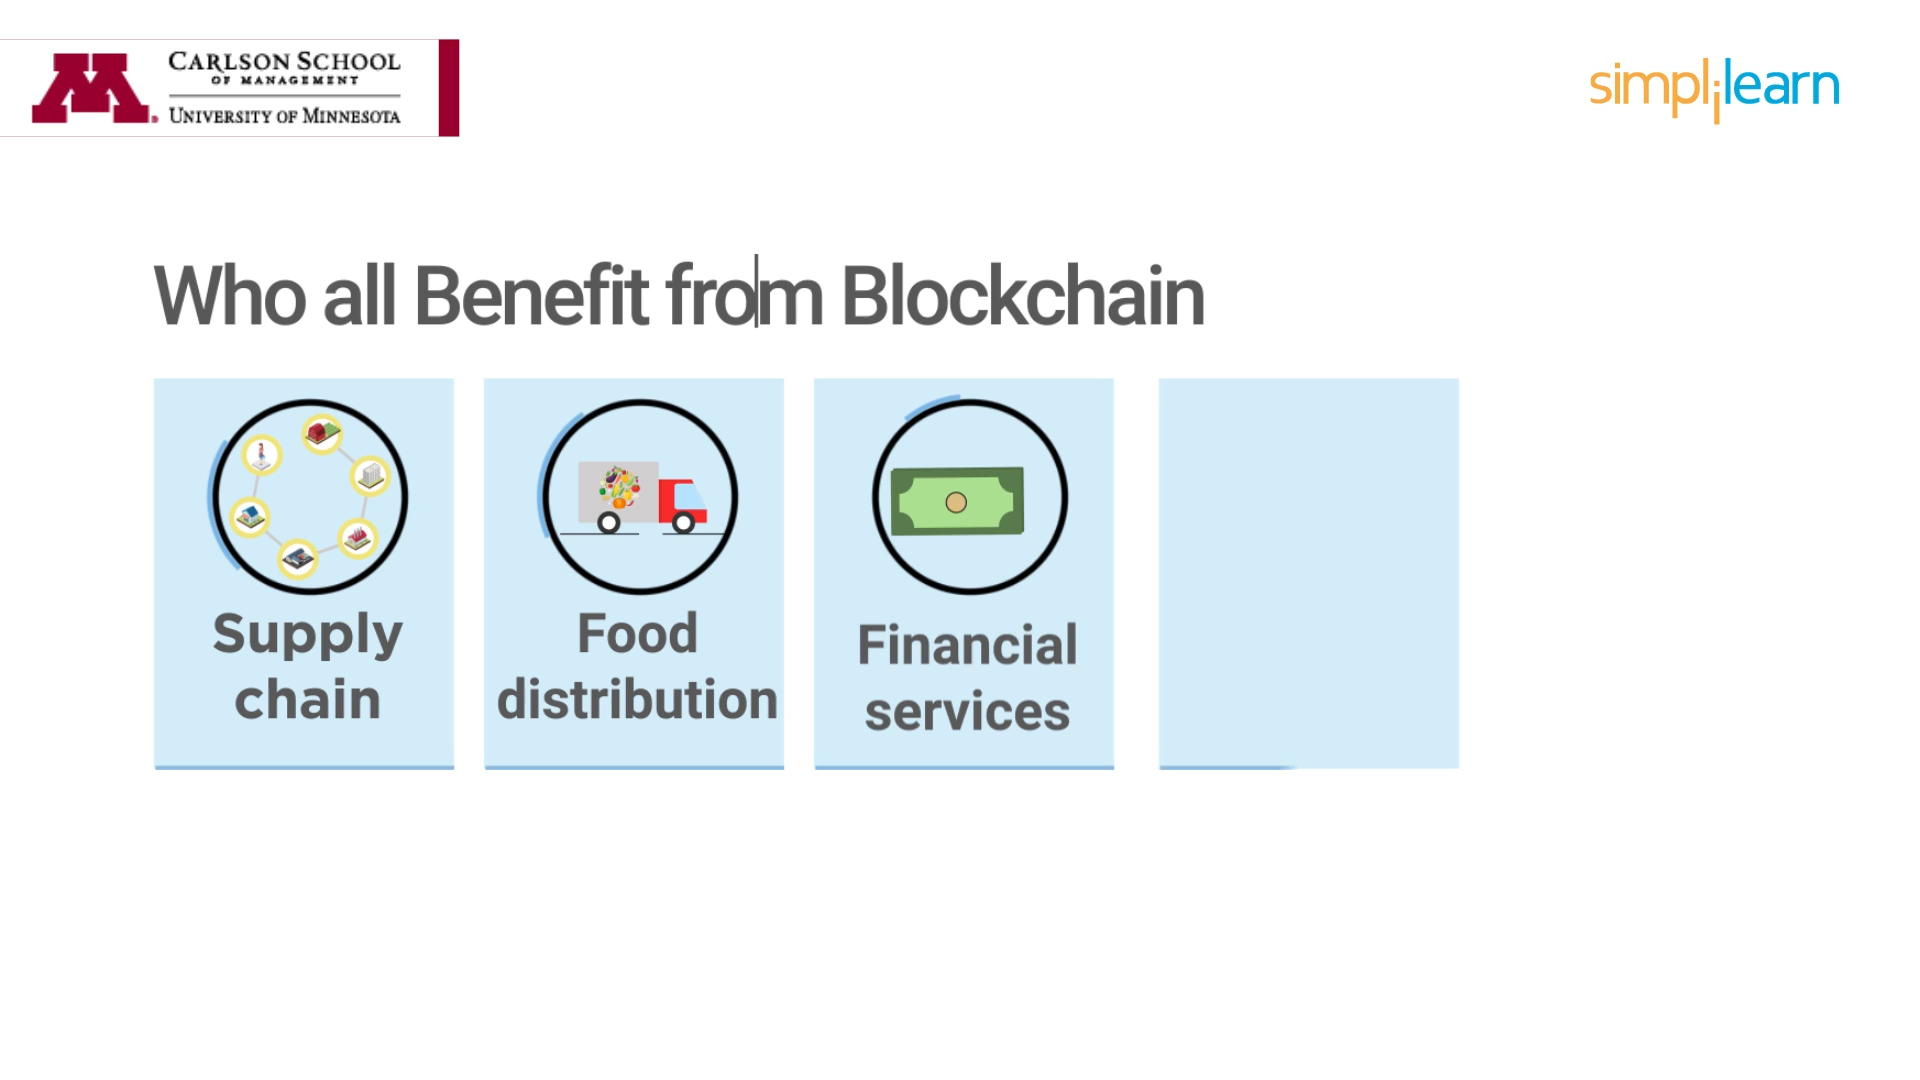 CARLSON SCHOOL
OF MANAGEMENT
UNIVERSITY OF MINNESOTA
simplilearn
Who all Benefit from Blockchain
Supply
chain
Food
distribution
Financial
services